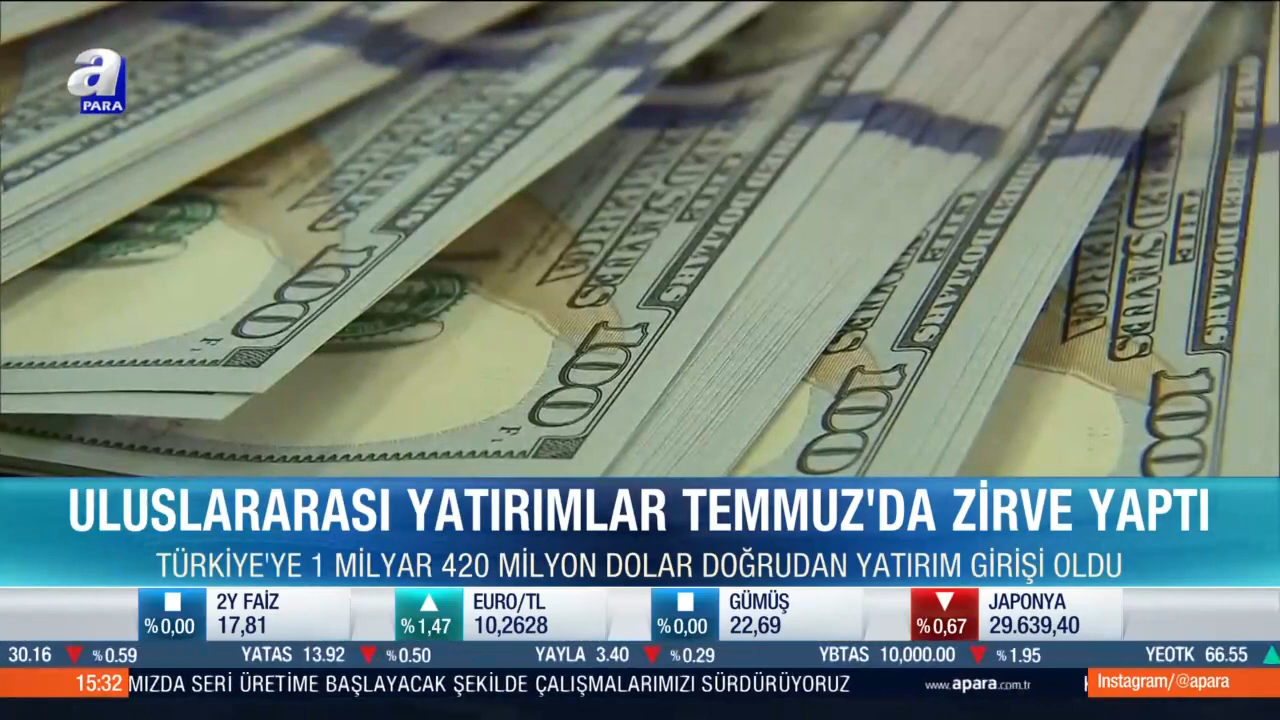 a
PARA
100
100
100
100
ULUSLARARASI YATIRIMLAR TEMMUZ'DA ZİRVE YAPTI
TÜRKİYE'YE 1 MİLYAR 420 MİLYON DOLAR DOĞRUDAN YATIRIM GİRİŞİ OLDU
%0,00 2Y FAİZ 17,81
%1,47 EURO/TL 10,2628
%0,00 GÜMÜŞ 22,69
%0,67 JAPONYA 29.639,40
30.16 %0.59 YATAS 13.92 %0.50 YAYLA 3.40 %0.29 YBTAS 10,000.00 %1.95 YEOTK 66.55
15:32 MIZDA SERİ ÜRETİME BAŞLAYACAK ŞEKİLDE ÇALIŞMALARIMIZI SÜRDÜRÜYORUZ www.apara.com.tr Instagram/@apara